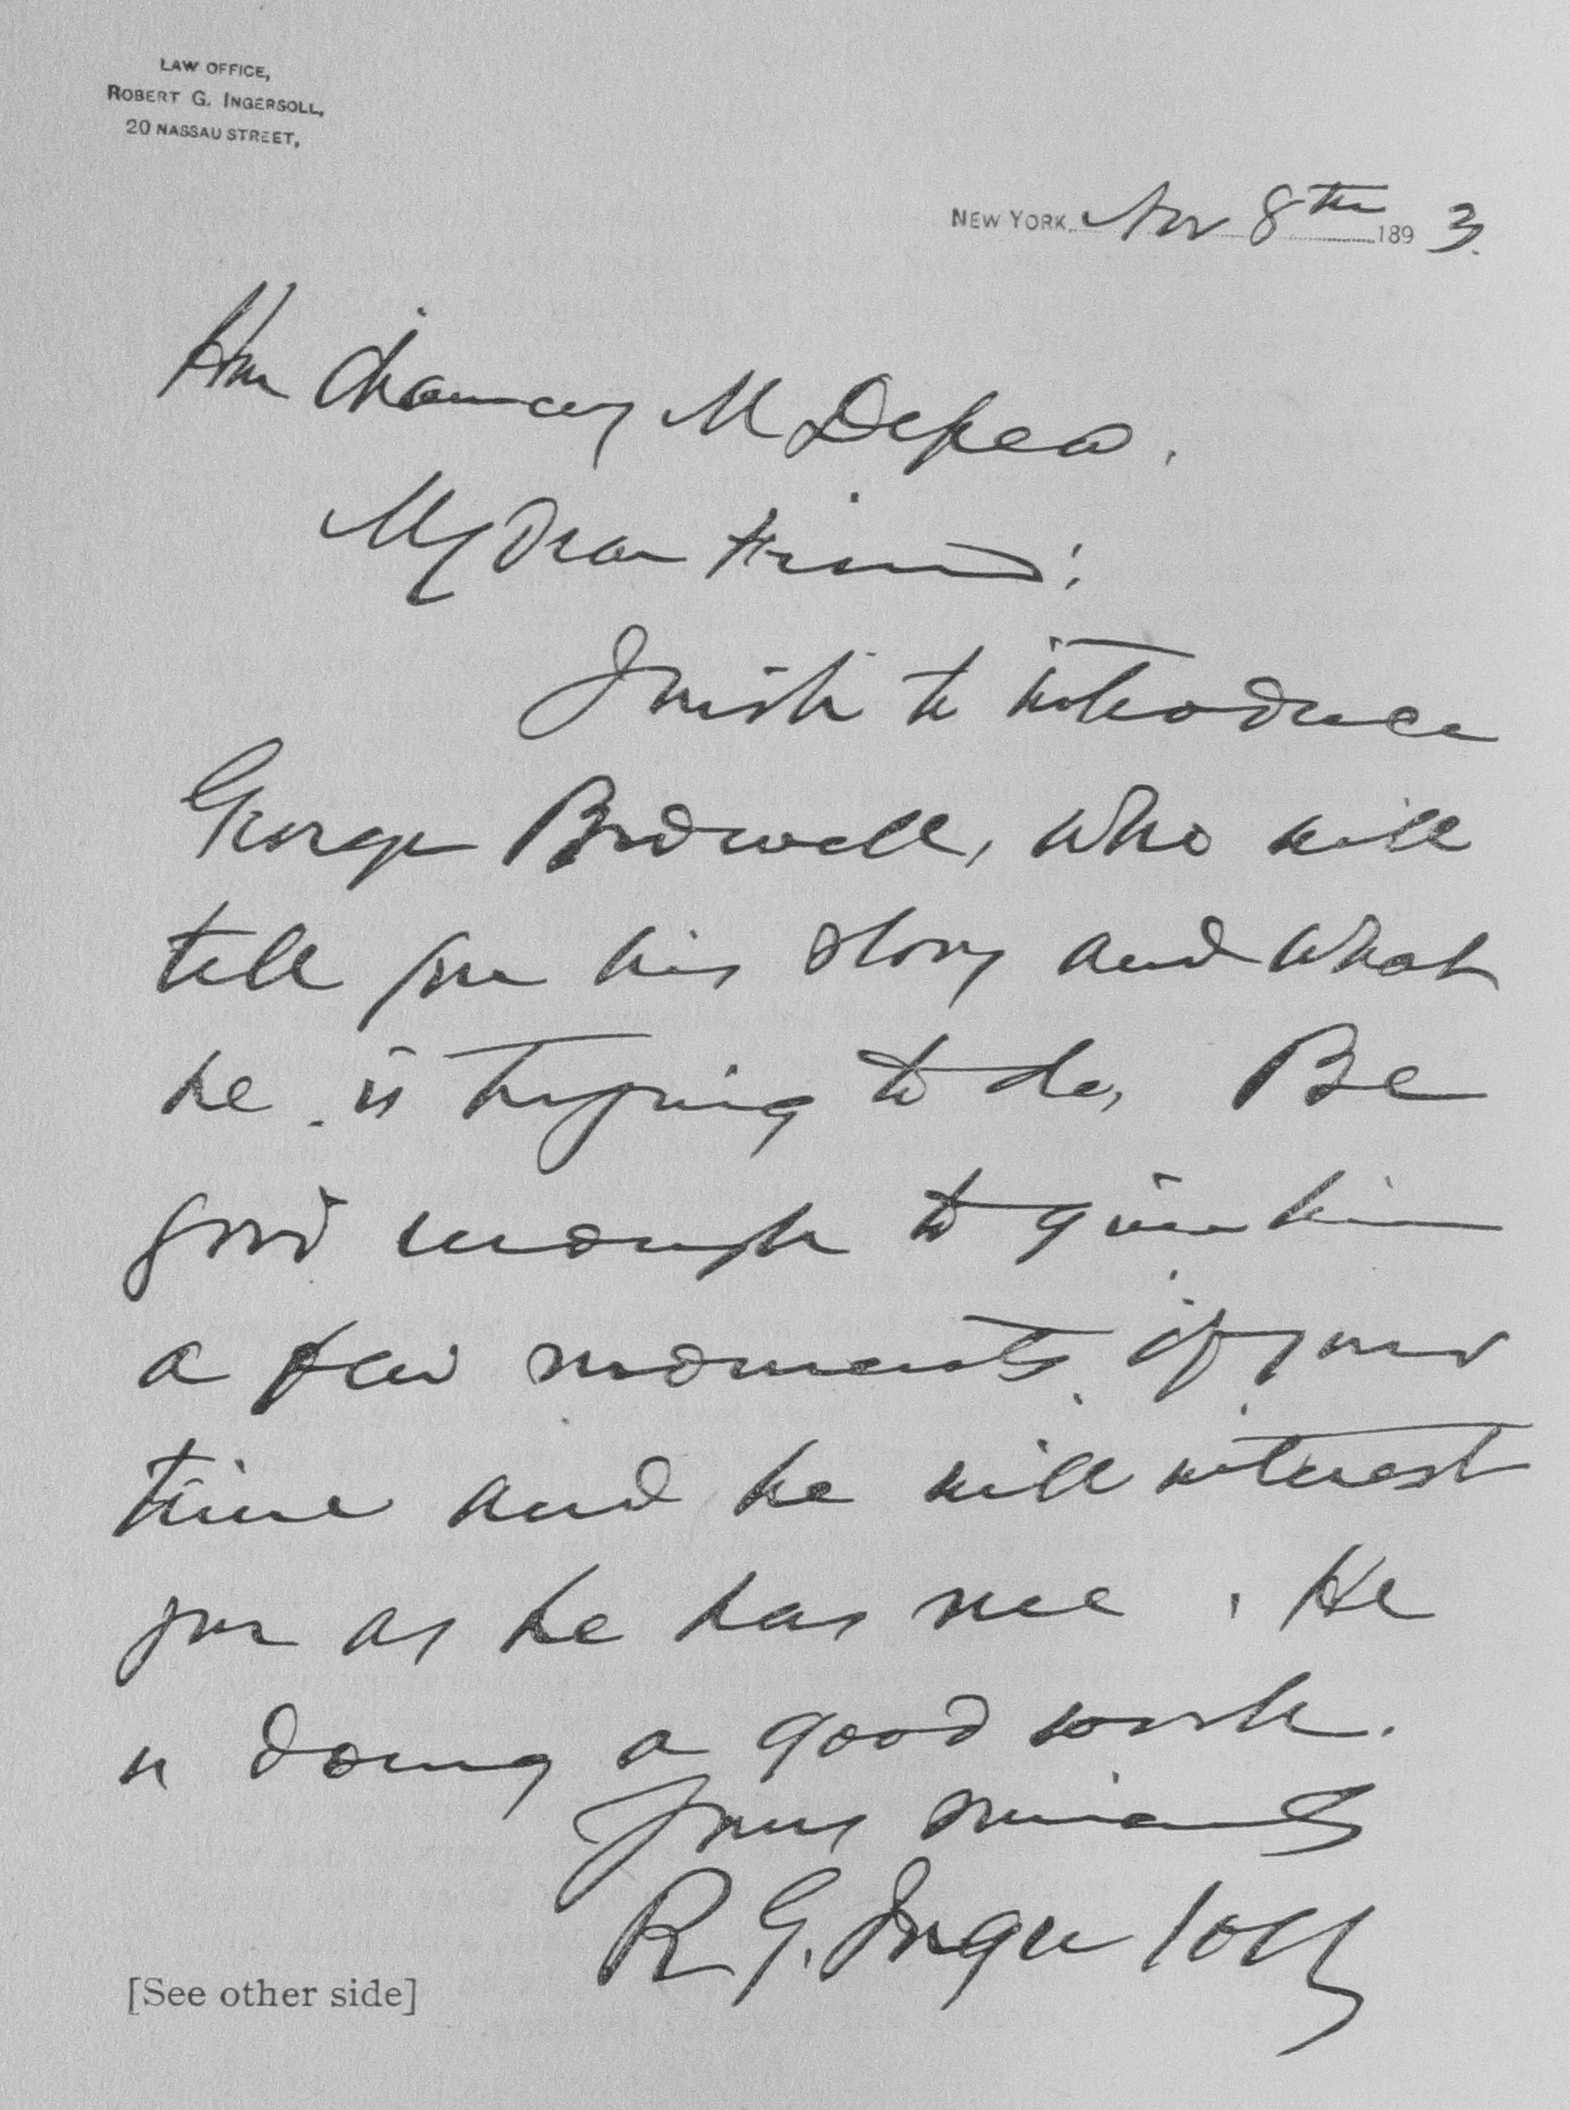 LAW OFFICE,
ROBERT G. INGERSOLL,
20 NASSAU STREET,
NEW YORK, Nov 8th 1893.
Hon Chauncey M Depew.
My Dear Friend:
I wish to introduce
George Bidwell, who will
tell you his story and what
he is trying to do. Be
good enough to give him
a few moments of your
time and he will interest
you as he has me. He
is doing a good work.
Yours sincerely
R G. Ingersoll
[See other side]